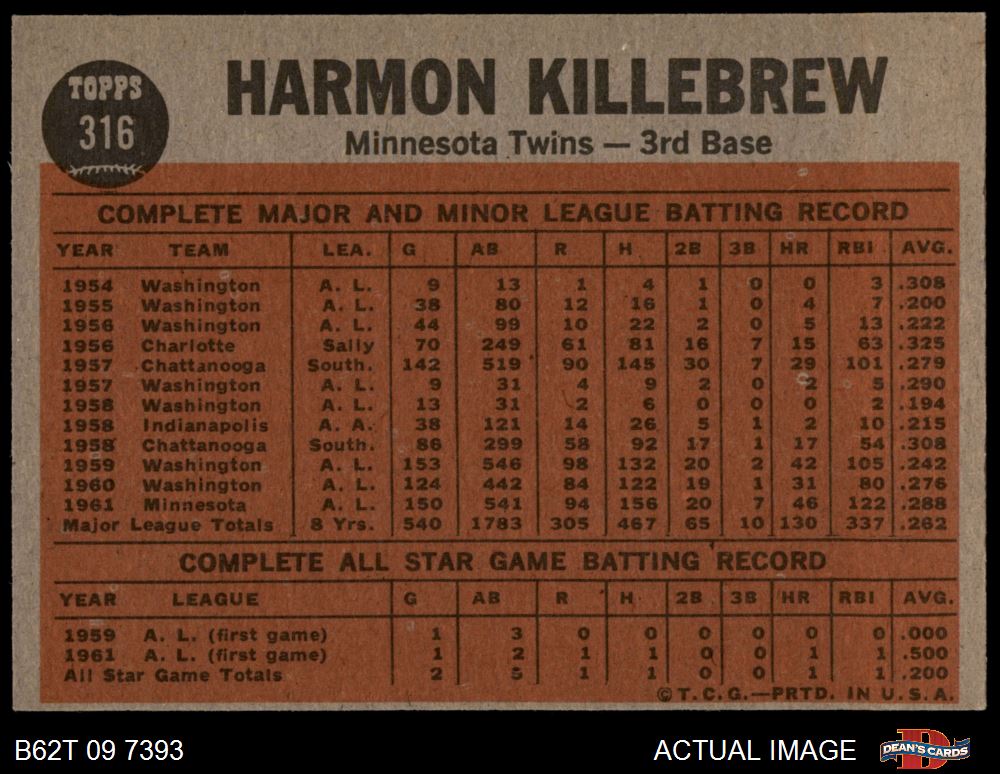 TOPPS
316
HARMON KILLEBREW
Minnesota Twins — 3rd Base
COMPLETE MAJOR AND MINOR LEAGUE BATTING RECORD
YEAR TEAM LEA. G AB R H 2B 3B HR RBI AVG.
1954 Washington A. L. 9 13 1 4 1 0 0 3 .308
1955 Washington A. L. 38 80 12 16 1 0 4 7 .200
1956 Washington A. L. 44 99 10 22 2 0 5 13 .222
1956 Charlotte Sally 70 249 61 81 16 7 15 63 .325
1957 Chattanooga South. 142 519 90 145 30 7 29 101 .279
1957 Washington A. L. 9 31 4 9 2 0 2 5 .290
1958 Washington A. L. 13 31 2 6 0 0 0 2 .194
1958 Indianapolis A. A. 38 121 14 26 5 1 2 10 .215
1958 Chattanooga South. 86 299 58 92 17 1 17 54 .308
1959 Washington A. L. 153 546 98 132 20 2 42 105 .242
1960 Washington A. L. 124 442 84 122 19 1 31 80 .276
1961 Minnesota A. L. 150 541 94 156 20 7 46 122 .288
Major League Totals 8 Yrs. 540 1783 305 467 65 10 130 337 .262
COMPLETE ALL STAR GAME BATTING RECORD
YEAR LEAGUE G AB R H 2B 3B HR RBI AVG.
1959 A. L. (first game) 1 3 0 0 0 0 0 0 .000
1961 A. L. (first game) 1 2 1 1 0 0 1 1 .500
All Star Game Totals 2 5 1 1 0 0 1 1 .200
© T. C. G.—PRTD. IN U. S. A.
B62T 09 7393
ACTUAL IMAGE
DEAN'S CARDS